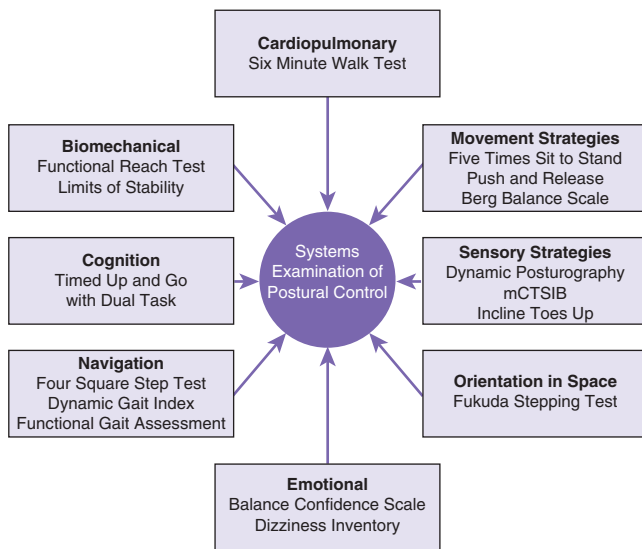 Cardiopulmonary
Six Minute Walk Test
Biomechanical
Functional Reach Test
Limits of Stability
Movement Strategies
Five Times Sit to Stand
Push and Release
Berg Balance Scale
Systems
Examination of
Postural Control
Cognition
Timed Up and Go
with Dual Task
Sensory Strategies
Dynamic Posturography
mCTSIB
Incline Toes Up
Navigation
Four Square Step Test
Dynamic Gait Index
Functional Gait Assessment
Orientation in Space
Fukuda Stepping Test
Emotional
Balance Confidence Scale
Dizziness Inventory